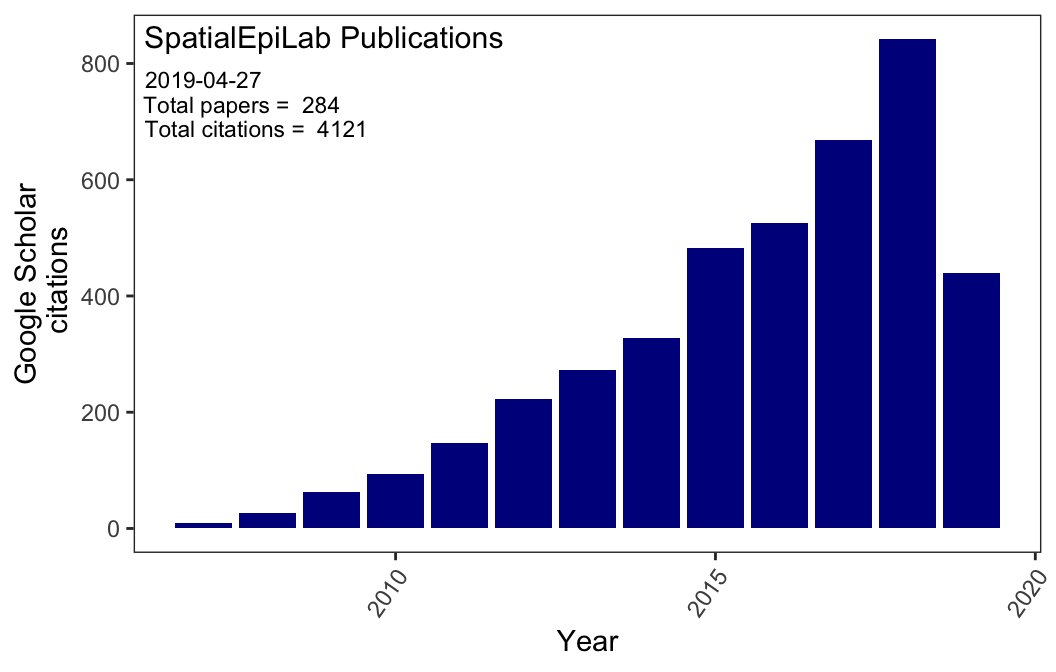 SpatialEpiLab Publications
2019-04-27
Total papers = 284
Total citations = 4121
Google Scholar
citations
800
600
400
200
0
2010
2015
2020
Year